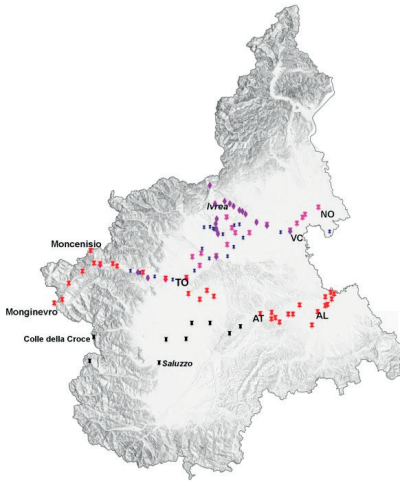 Ivrea
NO
VC
Moncenisio
TO
Monginevro
AT
AL
Colle della Croce
Saluzzo